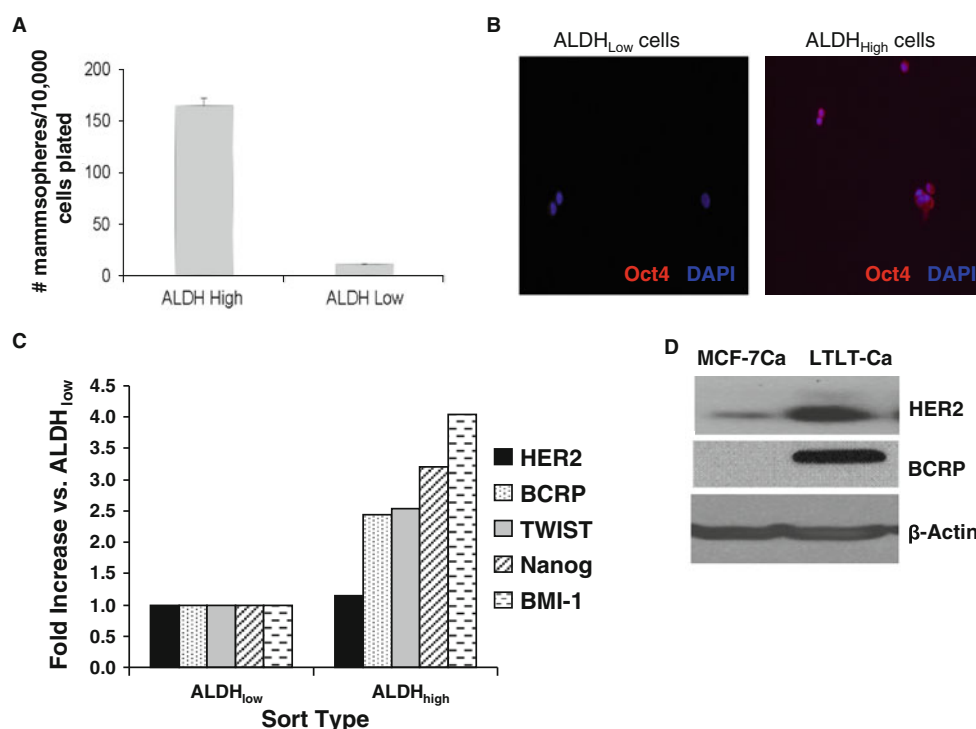 A
# mammsopheres/10,000
cells plated
200
150
100
50
0
ALDH High
ALDH Low
B
ALDHLow cells
ALDHHigh cells
Oct4 DAPI
Oct4 DAPI
C
Fold Increase vs. ALDHlow
4.5
4.0
3.5
3.0
2.5
2.0
1.5
1.0
0.5
0.0
ALDHlow
ALDHhigh
Sort Type
HER2
BCRP
TWIST
Nanog
BMI-1
D
MCF-7Ca LTLT-Ca
HER2
BCRP
β-Actin